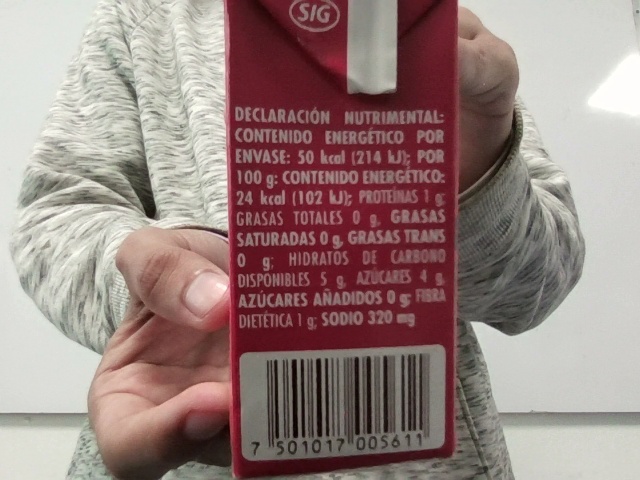 SIG
DECLARACIÓN NUTRIMENTAL:
CONTENIDO ENERGÉTICO POR
ENVASE: 50 kcal (214 kJ); POR
100 g: CONTENIDO ENERGÉTICO:
24 kcal (102 kJ); PROTEÍNAS 1 g;
GRASAS TOTALES 0 g, GRASAS
SATURADAS 0 g, GRASAS TRANS
0 g; HIDRATOS DE CARBONO
DISPONIBLES 5 g, AZÚCARES 4 g,
AZÚCARES AÑADIDOS 0 g; FIBRA
DIETÉTICA 1 g; SODIO 320 mg
7 501017 005611